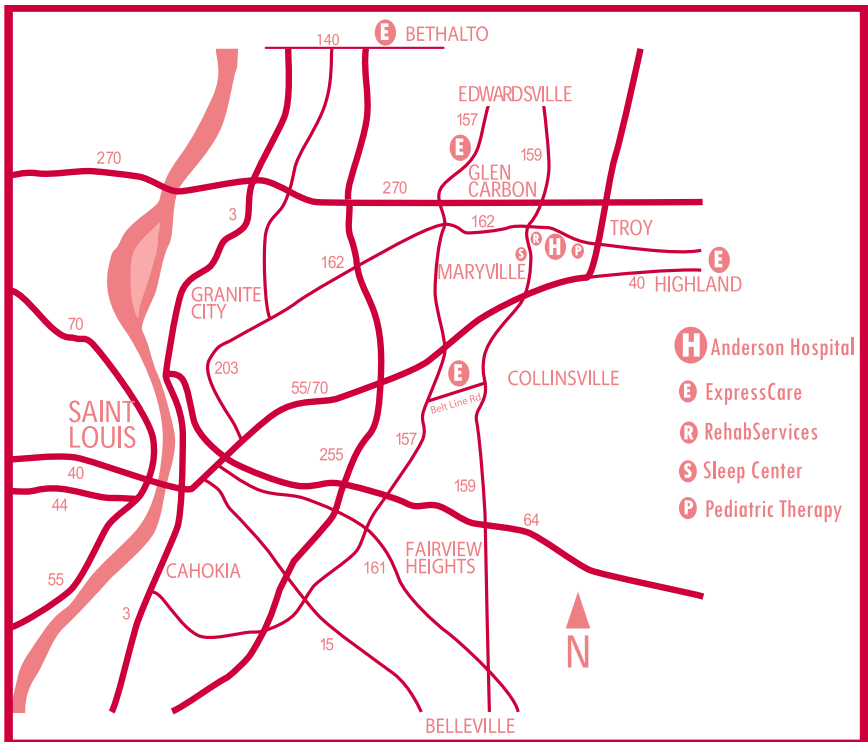 140
E BETHALTO
EDWARDSVILLE
157
E
159
GLEN
CARBON
270
270
3
162
TROY
R
H
P
S
E
162
MARYVILLE
40
HIGHLAND
GRANITE
CITY
70
H Anderson Hospital
203
E
COLLINSVILLE
55/70
E ExpressCare
Belt Line Rd
SAINT
LOUIS
R RehabServices
157
255
40
S Sleep Center
159
44
P Pediatric Therapy
64
FAIRVIEW
HEIGHTS
CAHOKIA
161
55
3
15
N
BELLEVILLE